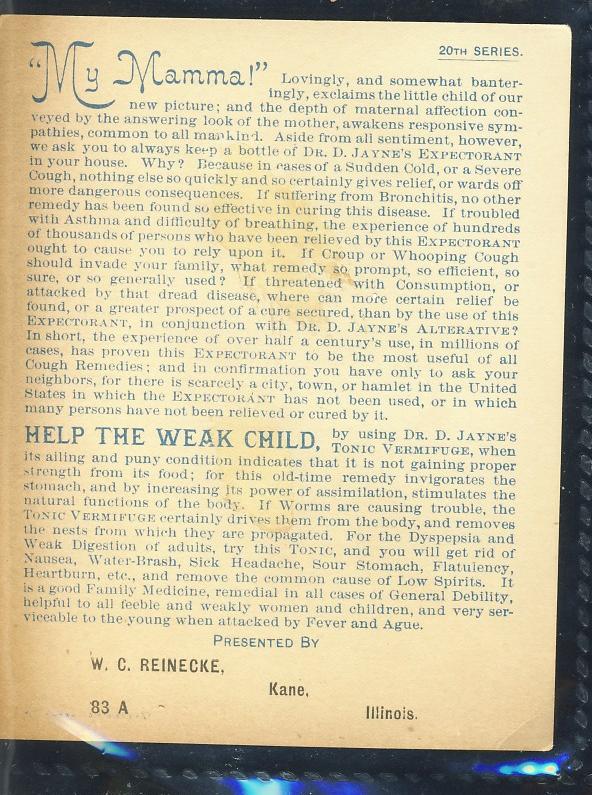 20TH SERIES.
"My Mamma!" Lovingly, and somewhat banter-
ingly, exclaims the little child of our
new picture; and the depth of maternal affection con-
veyed by the answering look of the mother, awakens responsive sym-
pathies, common to all mankind. Aside from all sentiment, however,
we ask you to always keep a bottle of DR. D. JAYNE'S EXPECTORANT
in your house. Why? Because in cases of a Sudden Cold, or a Severe
Cough, nothing else so quickly and so certainly gives relief, or wards off
more dangerous consequences. If suffering from Bronchitis, no other
remedy has been found so effective in curing this disease. If troubled
with Asthma and difficulty of breathing, the experience of hundreds
of thousands of persons who have been relieved by this EXPECTORANT
ought to cause you to rely upon it. If Croup or Whooping Cough
should invade your family, what remedy so prompt, so efficient, so
sure, or so generally used? If threatened with Consumption, or
attacked by that dread disease, where can more certain relief be
found, or a greater prospect of a cure secured, than by the use of this
EXPECTORANT, in conjunction with DR. D. JAYNE'S ALTERATIVE?
In short, the experience of over half a century's use, in millions of
cases, has proven this EXPECTORANT to be the most useful of all
Cough Remedies; and in confirmation you have only to ask your
neighbors, for there is scarcely a city, town, or hamlet in the United
States in which the EXPECTORANT has not been used, or in which
many persons have not been relieved or cured by it.
HELP THE WEAK CHILD, by using DR. D. JAYNE'S
TONIC VERMIFUGE, when
its ailing and puny condition indicates that it is not gaining proper
strength from its food; for this old-time remedy invigorates the
stomach, and by increasing its power of assimilation, stimulates the
natural functions of the body. If Worms are causing trouble, the
TONIC VERMIFUGE certainly drives them from the body, and removes
the nests from which they are propagated. For the Dyspepsia and
Weak Digestion of adults, try this TONIC, and you will get rid of
Nausea, Water-Brash, Sick Headache, Sour Stomach, Flatulency,
Heartburn, etc., and remove the common cause of Low Spirits. It
is a good Family Medicine, remedial in all cases of General Debility,
helpful to all feeble and weakly women and children, and very ser-
viceable to the young when attacked by Fever and Ague.
PRESENTED BY
W. C. REINECKE,
Kane,
83 A Illinois.